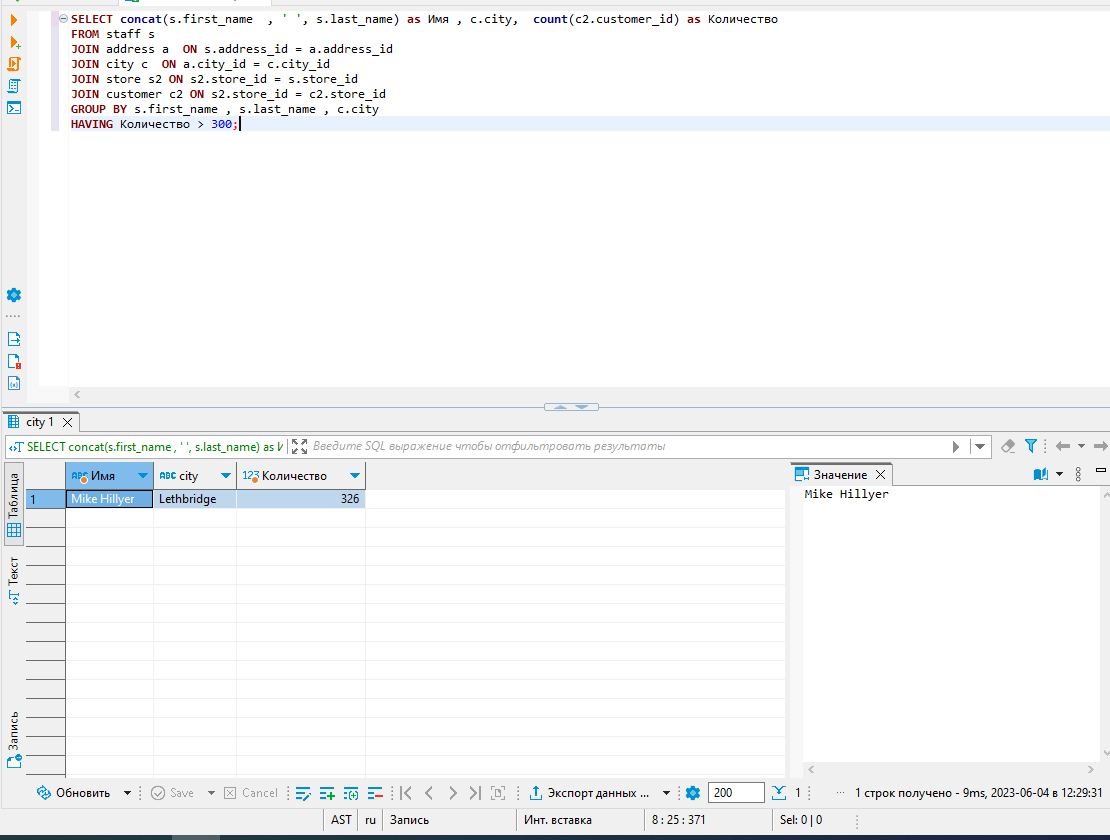 SELECT concat(s.first_name  , ' ', s.last_name) as Имя , c.city,  count(c2.customer_id) as Количество
FROM staff s
JOIN address a  ON s.address_id = a.address_id
JOIN city c  ON a.city_id = c.city_id
JOIN store s2 ON s2.store_id = s.store_id
JOIN customer c2 ON s2.store_id = c2.store_id
GROUP BY s.first_name , s.last_name , c.city
HAVING Количество > 300;
city 1
SELECT concat(s.first_name , ' ', s.last_name) as И
Введите SQL выражение чтобы отфильтровать результаты
Таблица
Текст
Запись
ABC Имя
ABC city
123 Количество
1
Mike Hillyer
Lethbridge
326
Значение
Mike Hillyer
Обновить
Save
Cancel
Экспорт данных ...
200
1
... 1 строк получено - 9ms, 2023-06-04 в 12:29:31
AST
ru
Запись
Инт. вставка
8 : 25 : 371
Sel: 0 | 0